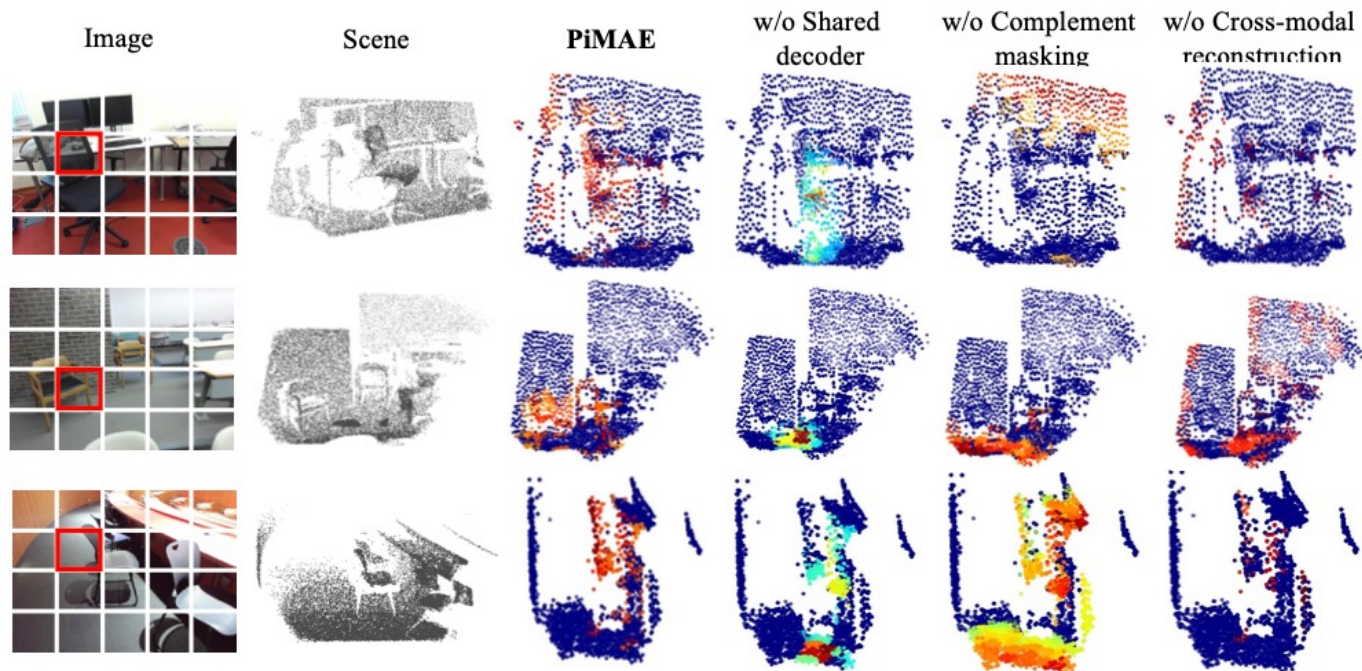 Image
Scene
PiMAE
w/o Shared
decoder
w/o Complement
masking
w/o Cross-modal
reconstruction